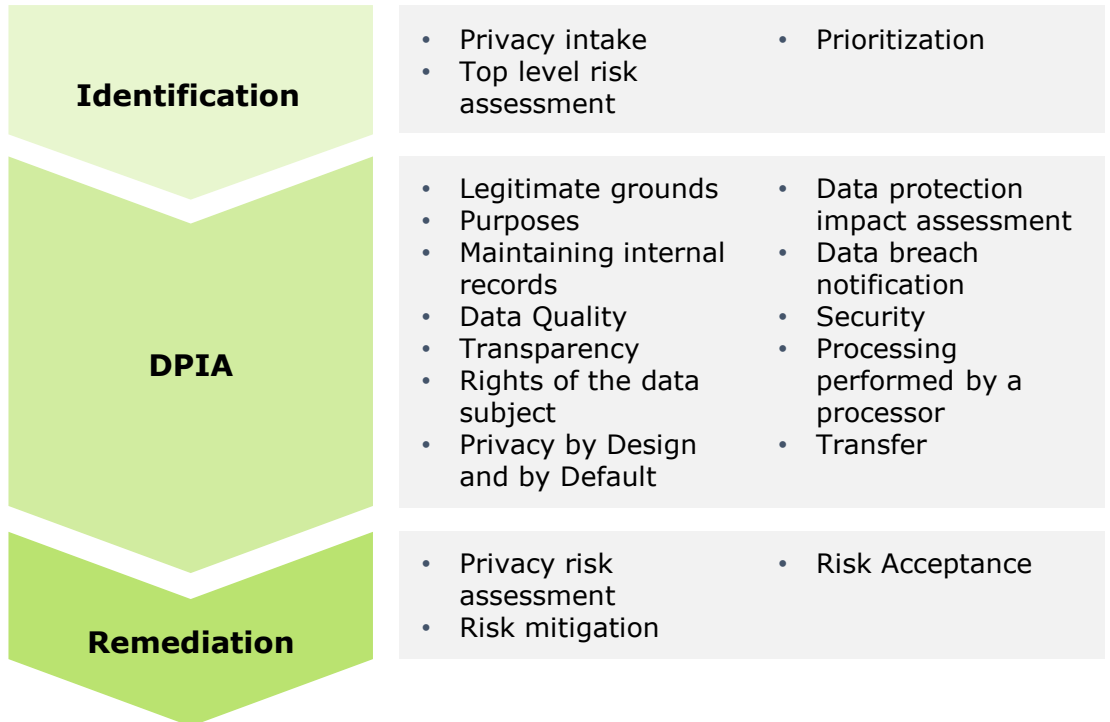 Identification
• Privacy intake
• Top level risk
assessment
• Prioritization
DPIA
• Legitimate grounds
• Purposes
• Maintaining internal
records
• Data Quality
• Transparency
• Rights of the data
subject
• Privacy by Design
and by Default
• Data protection
impact assessment
• Data breach
notification
• Security
• Processing
performed by a
processor
• Transfer
Remediation
• Privacy risk
assessment
• Risk mitigation
• Risk Acceptance